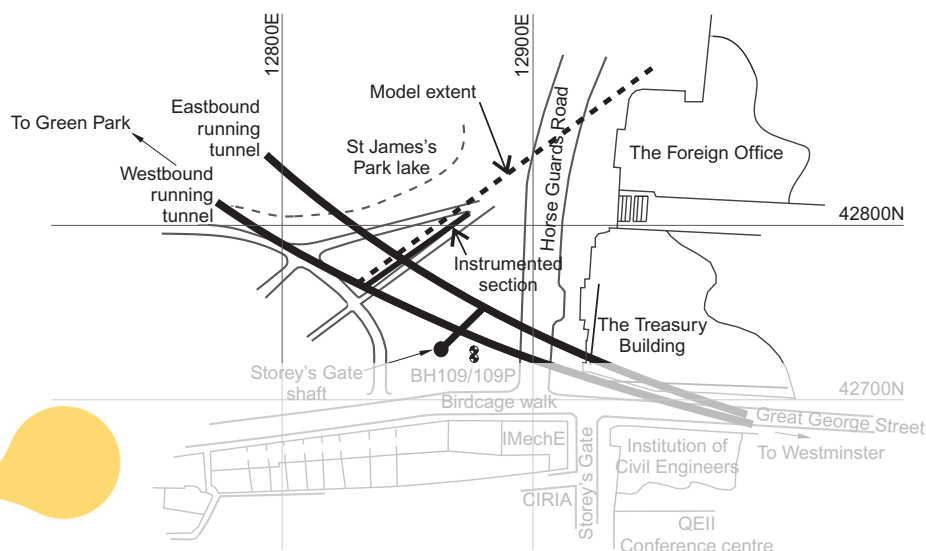 12800E
12900E
Eastbound
running
tunnel
Model extent
To Green Park
St James's
Park lake
Westbound
running
tunnel
Horse Guards Road
The Foreign Office
42800N
Instrumented
section
The Treasury
Building
Storey's Gate
shaft
BH109/109P
42700N
Birdcage walk
Great George Street
IMechE
Storey's Gate
Institution of
Civil Engineers
To Westminster
CIRIA
QEII
Conference centre